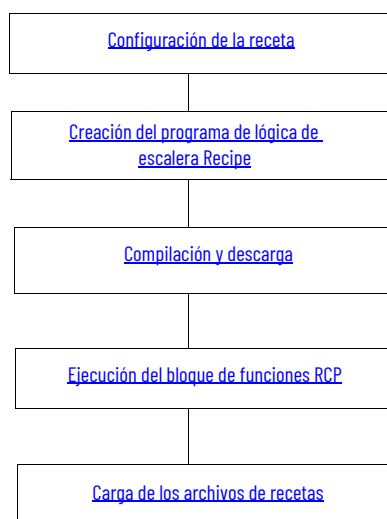 Configuración de la receta
Creación del programa de lógica de
escalera Recipe
Compilación y descarga
Ejecución del bloque de funciones RCP
Carga de los archivos de recetas